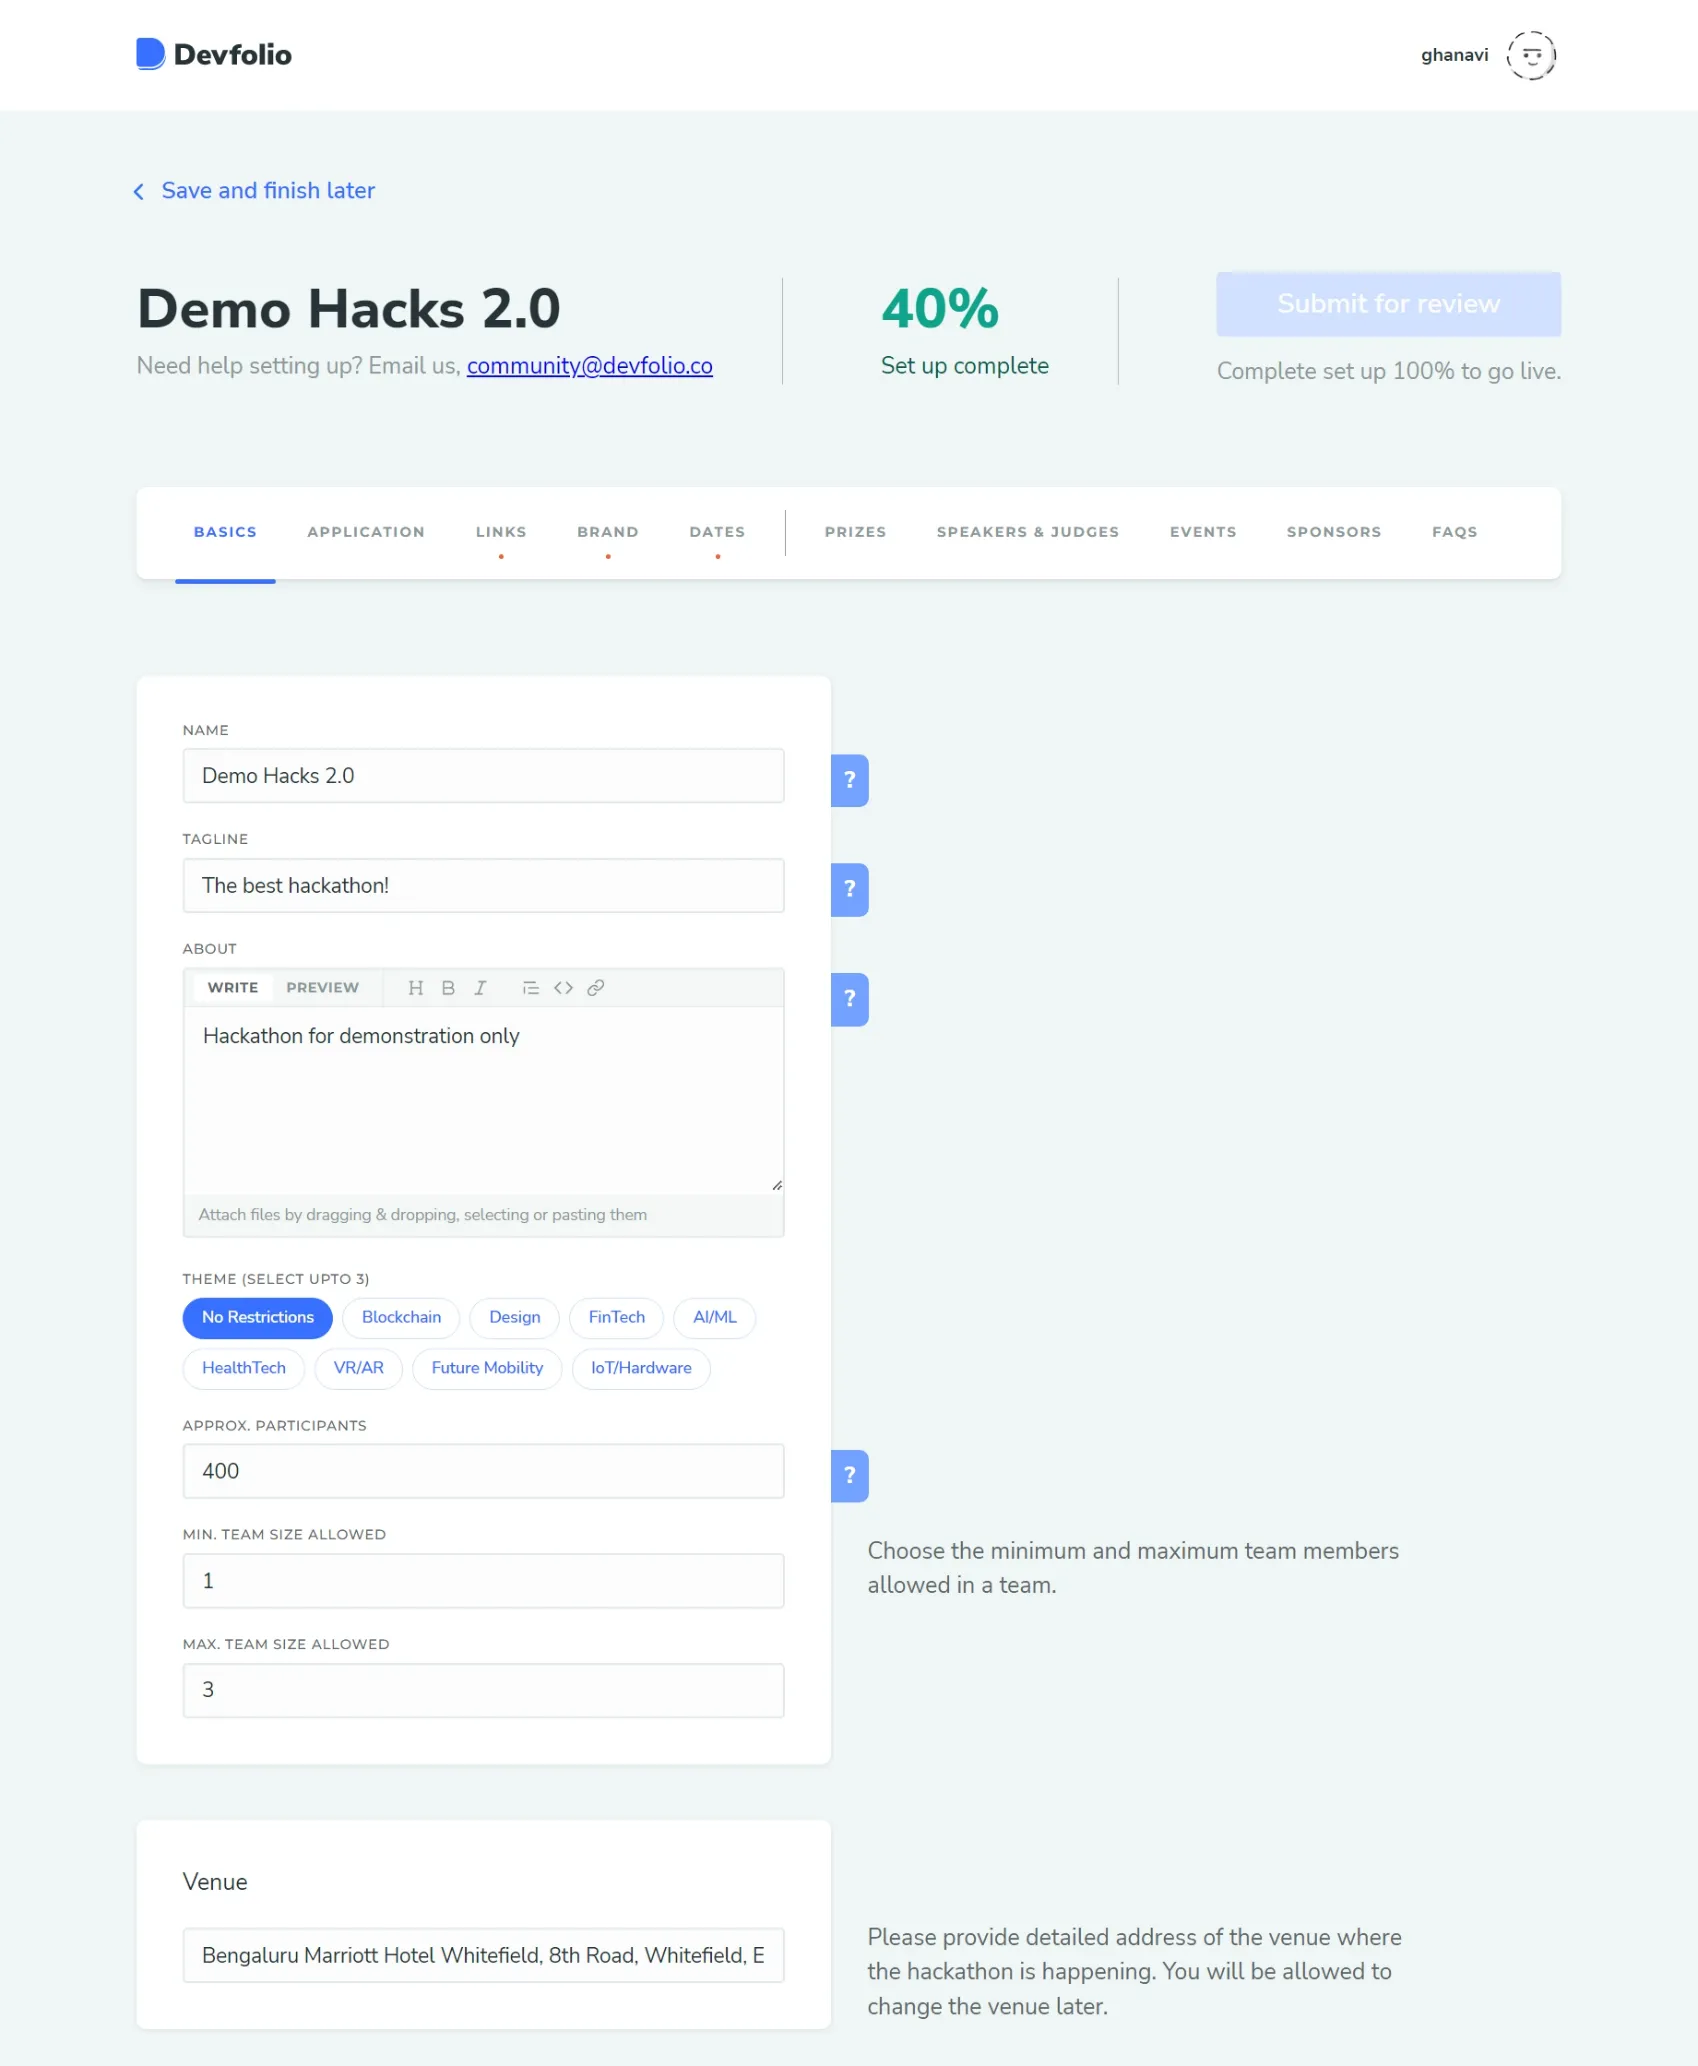 Devfolio
ghanavi
Save and finish later
Demo Hacks 2.0
Need help setting up? Email us, community@devfolio.co
40%
Set up complete
Submit for review
Complete set up 100% to go live.
BASICS APPLICATION LINKS BRAND DATES PRIZES SPEAKERS & JUDGES EVENTS SPONSORS FAQS
NAME
Demo Hacks 2.0
?
TAGLINE
The best hackathon!
?
ABOUT
WRITE PREVIEW H B I
?
Hackathon for demonstration only
Attach files by dragging & dropping, selecting or pasting them
THEME (SELECT UPTO 3)
No Restrictions Blockchain Design FinTech AI/ML
HealthTech VR/AR Future Mobility IoT/Hardware
APPROX. PARTICIPANTS
400
?
MIN. TEAM SIZE ALLOWED
1
Choose the minimum and maximum team members
allowed in a team.
MAX. TEAM SIZE ALLOWED
3
Venue
Bengaluru Marriott Hotel Whitefield, 8th Road, Whitefield, E
Please provide detailed address of the venue where
the hackathon is happening. You will be allowed to
change the venue later.